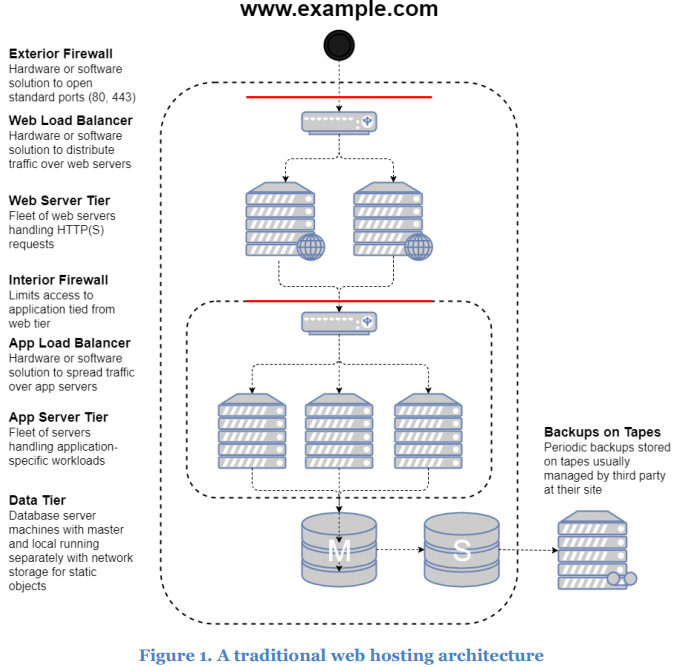 www.example.com
Exterior Firewall
Hardware or software
solution to open
standard ports (80, 443)
Web Load Balancer
Hardware or software
solution to distribute
traffic over web servers
Web Server Tier
Fleet of web servers
handling HTTP(S)
requests
Interior Firewall
Limits access to
application tied from
web tier
App Load Balancer
Hardware or software
solution to spread traffic
over app servers
App Server Tier
Fleet of servers
handling application-
specific workloads
Data Tier
Database server
machines with master
and local running
separately with network
storage for static
objects
M
S
Backups on Tapes
Periodic backups stored
on tapes usually
managed by third party
at their site
Figure 1. A traditional web hosting architecture